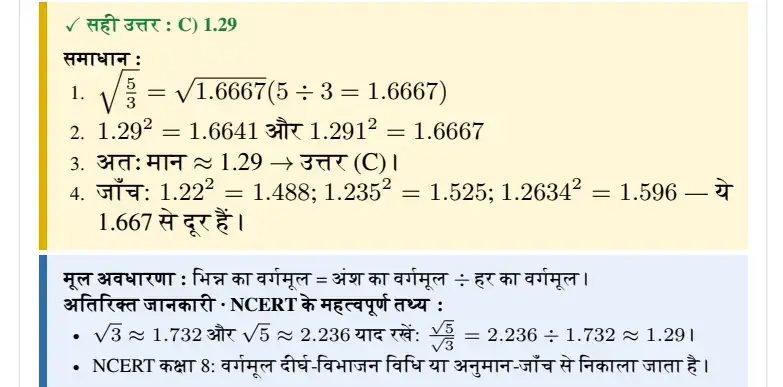 ✓ सही उत्तर : C) 1.29
समाधान :
1. √(5/3) = √1.6667(5 ÷ 3 = 1.6667)
2. 1.29² = 1.6641 और 1.291² = 1.6667
3. अतः मान ≈ 1.29 → उत्तर (C)।
4. जाँच: 1.22² = 1.488; 1.235² = 1.525; 1.2634² = 1.596 — ये
1.667 से दूर हैं।
मूल अवधारणा : भिन्न का वर्गमूल = अंश का वर्गमूल ÷ हर का वर्गमूल।
अतिरिक्त जानकारी · NCERT के महत्वपूर्ण तथ्य :
• √3 ≈ 1.732 और √5 ≈ 2.236 याद रखें: √5/√3 = 2.236 ÷ 1.732 ≈ 1.29।
• NCERT कक्षा 8: वर्गमूल दीर्घ-विभाजन विधि या अनुमान-जाँच से निकाला जाता है।